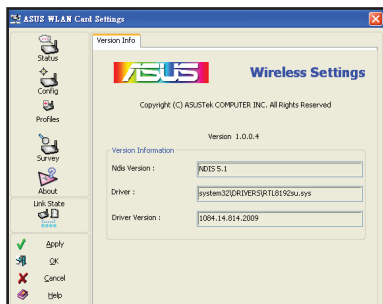 ASUS WLAN Card Settings
Status
Config
Profiles
Survey
About
Link State
Apply
OK
Cancel
Help
Version Info
ASUS
Wireless Settings
Copyright (C) ASUSTek COMPUTER INC. All Rights Reserved
Version 1.0.0.4
Version Information
Ndis Version :
NDIS 5.1
Driver :
system32\DRIVERS\RTL8192su.sys
Driver Version :
1084.14.814.2009